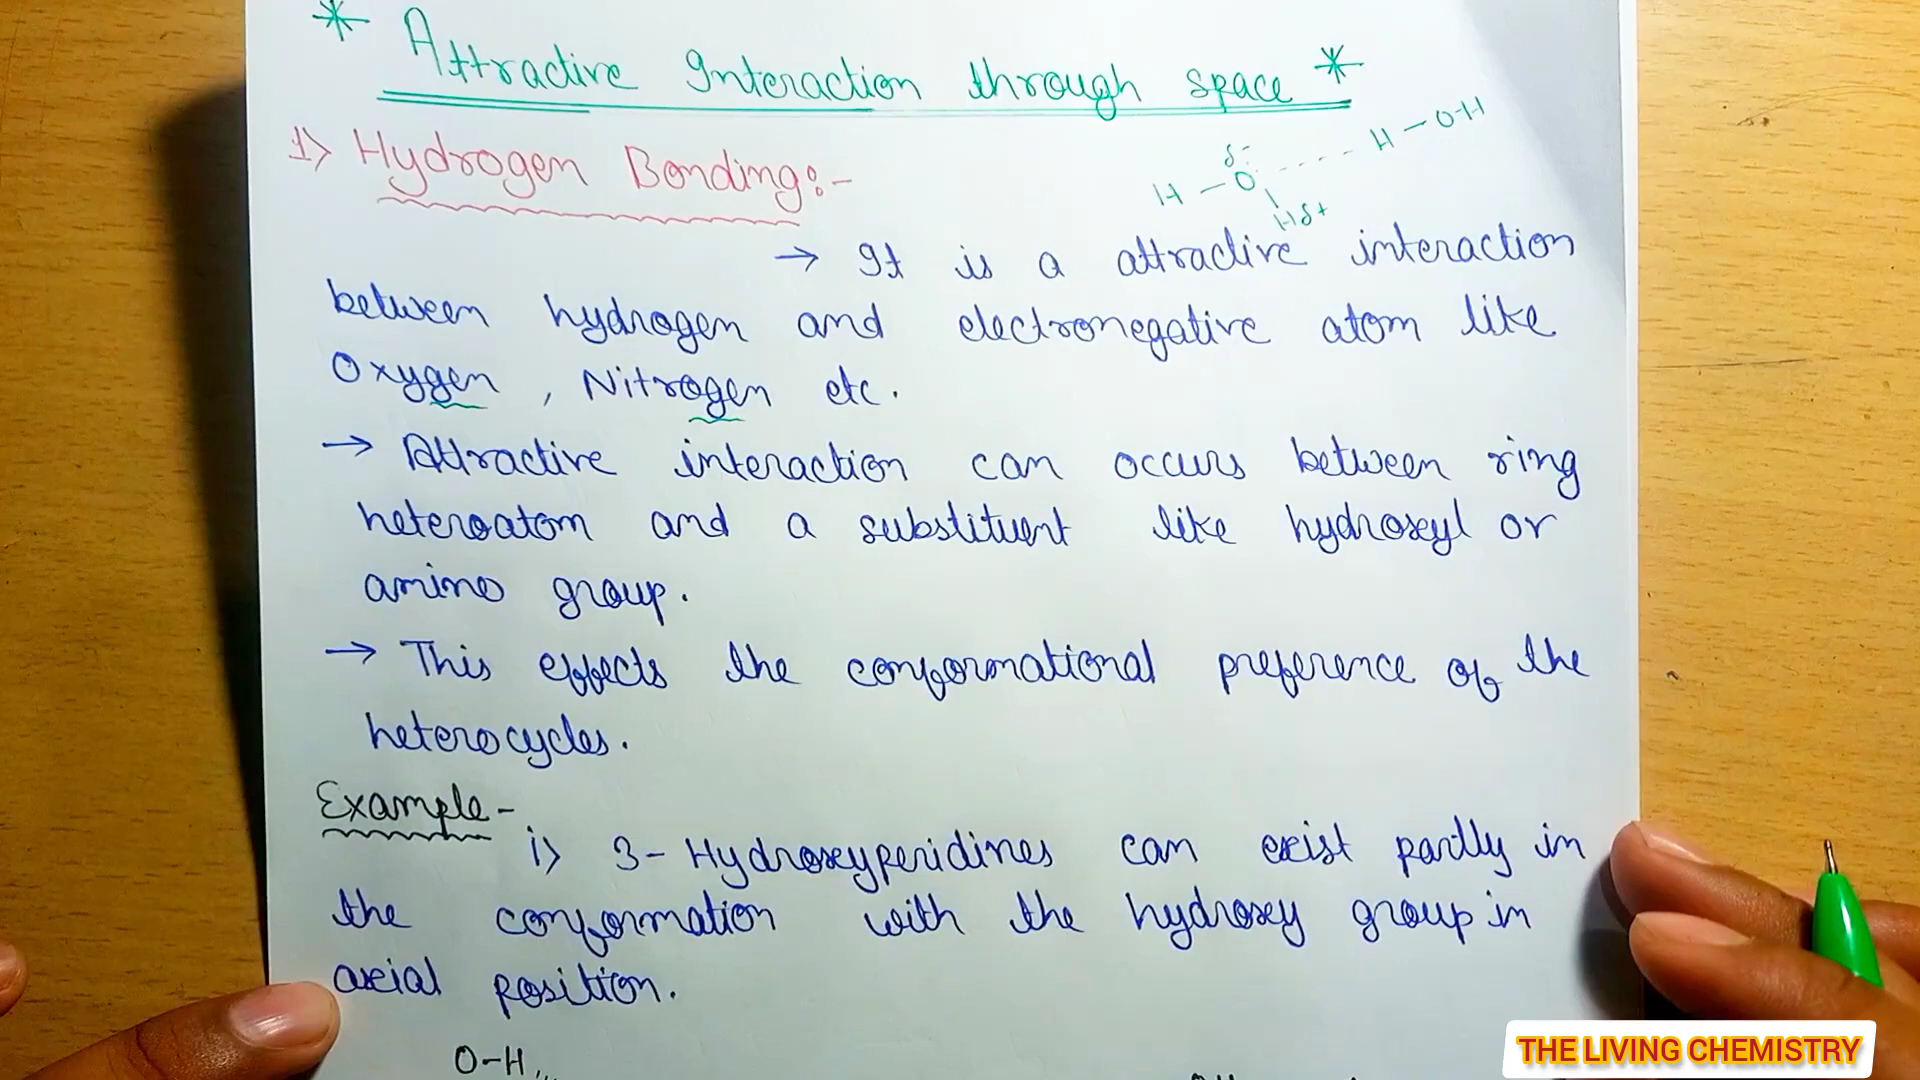 * Attractive Interaction through space *
1) Hydrogen Bonding:-
H - O - - - - H - O-H
δ-
Hδ+
→ It is a attractive interaction
between hydrogen and electronegative atom like
Oxygen , Nitrogen etc.
→ Attractive interaction can occurs between ring
heteroatom and a substituent like hydroxyl or
amino group.
→ This effects the conformational preference of the
heterocycles.
Example -
i) 3- Hydroxyperidines can exist partly in
the conformation with the hydroxy group in
axial position.
O-H
THE LIVING CHEMISTRY